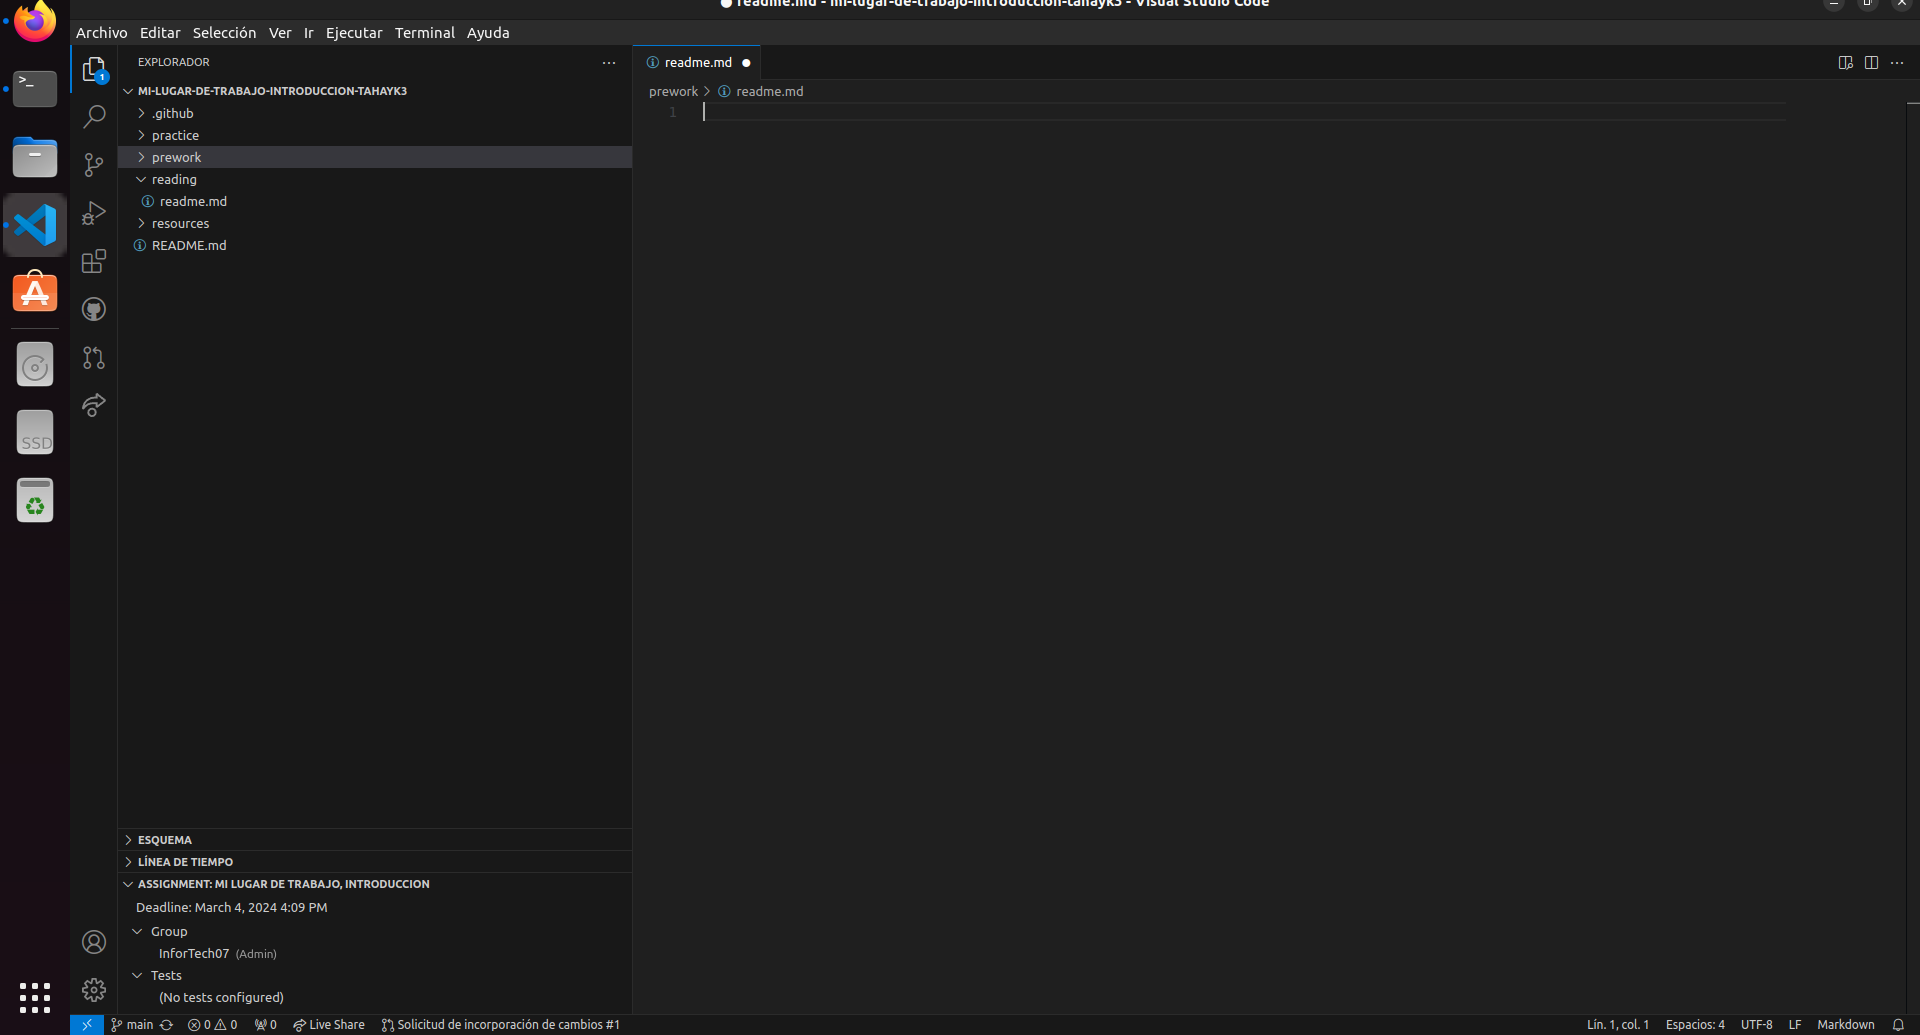 readme.md - mi-lugar-de-trabajo-introduccion-tahayk3 - Visual Studio Code
Archivo Editar Selección Ver Ir Ejecutar Terminal Ayuda
EXPLORADOR
readme.md
MI-LUGAR-DE-TRABAJO-INTRODUCCION-TAHAYK3
prework > readme.md
1
.github
practice
prework
reading
readme.md
resources
README.md
SSD
ESQUEMA
LÍNEA DE TIEMPO
ASSIGNMENT: MI LUGAR DE TRABAJO, INTRODUCCION
Deadline: March 4, 2024 4:09 PM
Group
InforTech07 (Admin)
Tests
(No tests configured)
main 0 0 0 Live Share Solicitud de incorporación de cambios #1 Lín. 1, col. 1 Espacios: 4 UTF-8 LF Markdown